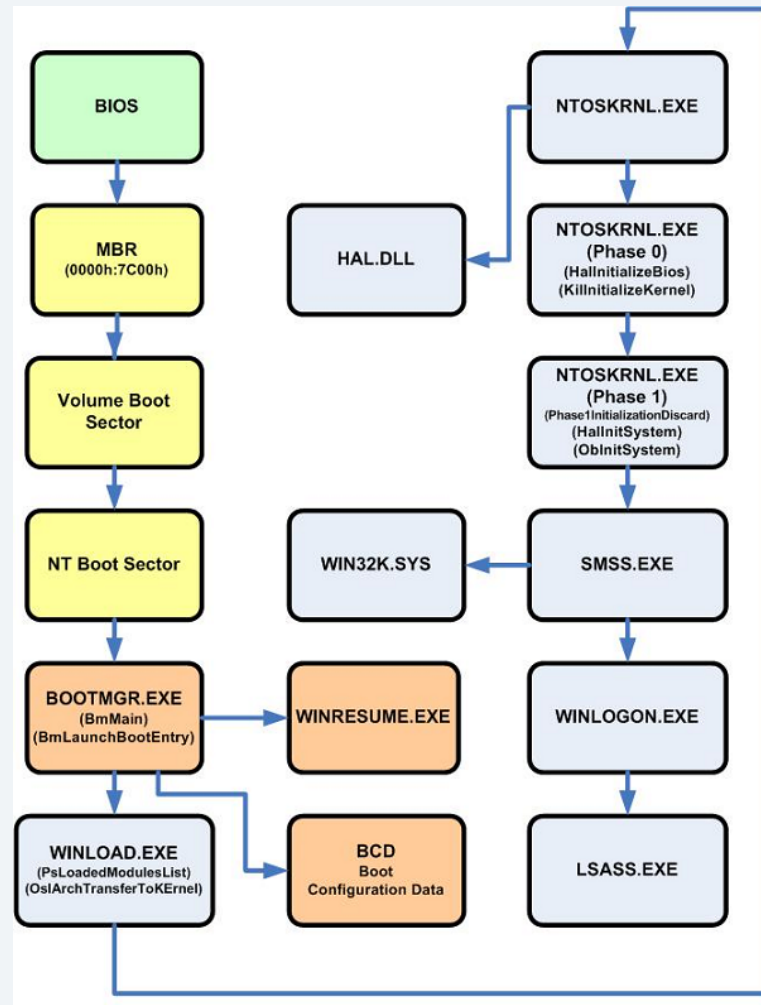 BIOS
MBR
(0000h:7C00h)
Volume Boot
Sector
NT Boot Sector
BOOTMGR.EXE
(BmMain)
(BmLaunchBootEntry)
WINLOAD.EXE
(PsLoadedModulesList)
(OslArchTransferToKErnel)
HAL.DLL
WIN32K.SYS
WINRESUME.EXE
BCD
Boot
Configuration Data
NTOSKRNL.EXE
NTOSKRNL.EXE
(Phase 0)
(HalInitializeBios)
(KiIInitializeKernel)
NTOSKRNL.EXE
(Phase 1)
(Phase1InitializationDiscard)
(HalInitSystem)
(ObInitSystem)
SMSS.EXE
WINLOGON.EXE
LSASS.EXE